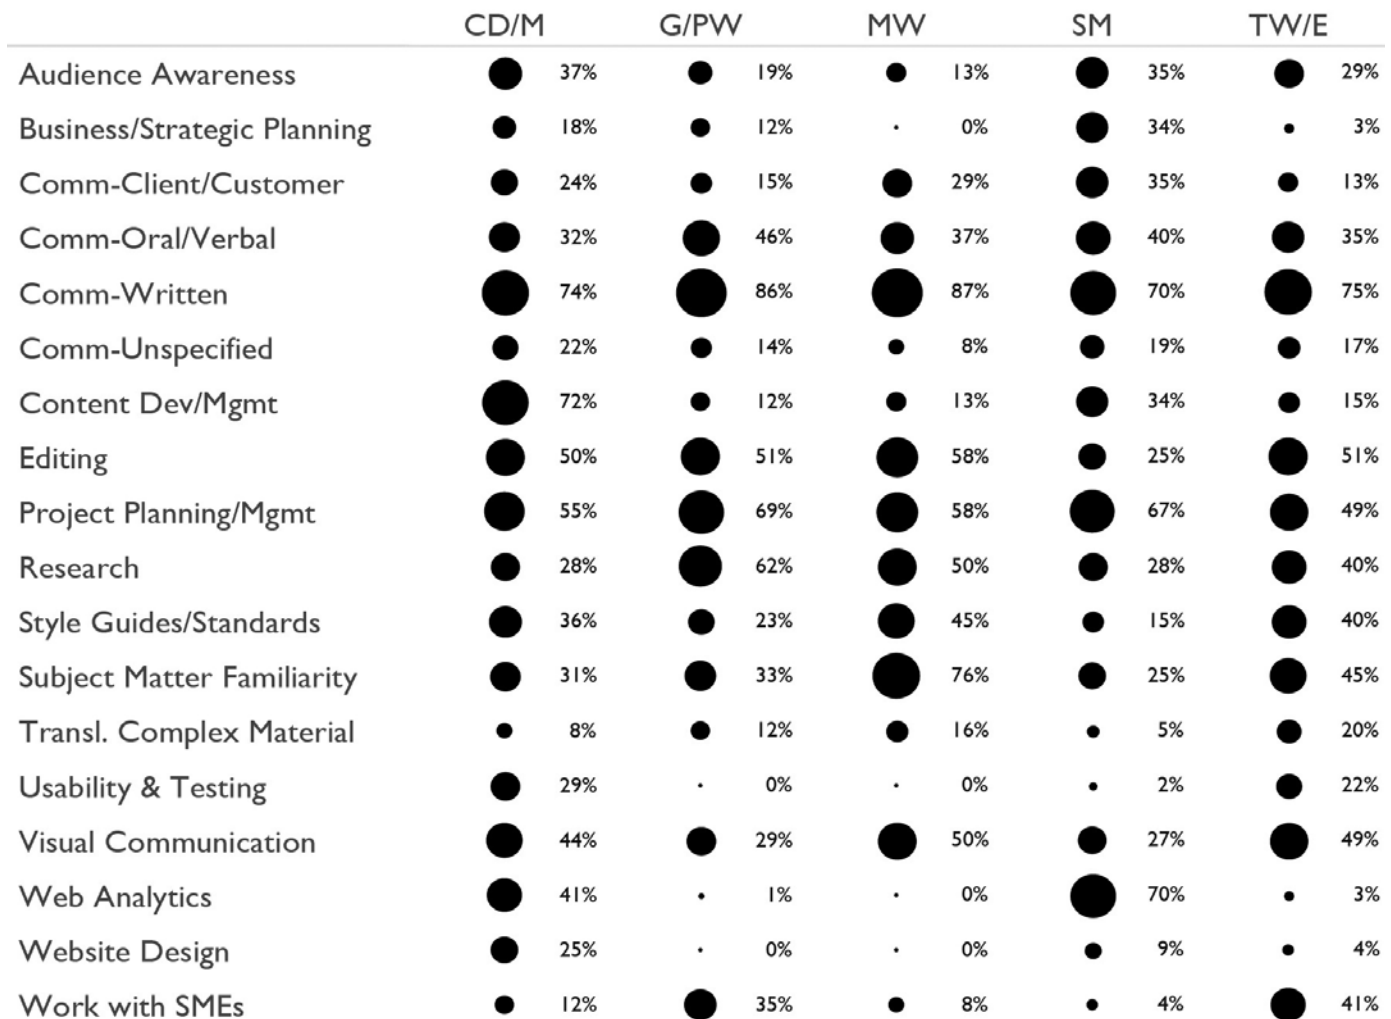 CD/M G/PW MW SM TW/E
Audience Awareness 37% 19% 13% 35% 29%
Business/Strategic Planning 18% 12% 0% 34% 3%
Comm-Client/Customer 24% 15% 29% 35% 13%
Comm-Oral/Verbal 32% 46% 37% 40% 35%
Comm-Written 74% 86% 87% 70% 75%
Comm-Unspecified 22% 14% 8% 19% 17%
Content Dev/Mgmt 72% 12% 13% 34% 15%
Editing 50% 51% 58% 25% 51%
Project Planning/Mgmt 55% 69% 58% 67% 49%
Research 28% 62% 50% 28% 40%
Style Guides/Standards 36% 23% 45% 15% 40%
Subject Matter Familiarity 31% 33% 76% 25% 45%
Transl. Complex Material 8% 12% 16% 5% 20%
Usability & Testing 29% 0% 0% 2% 22%
Visual Communication 44% 29% 50% 27% 49%
Web Analytics 41% 1% 0% 70% 3%
Website Design 25% 0% 0% 9% 4%
Work with SMEs 12% 35% 8% 4% 41%